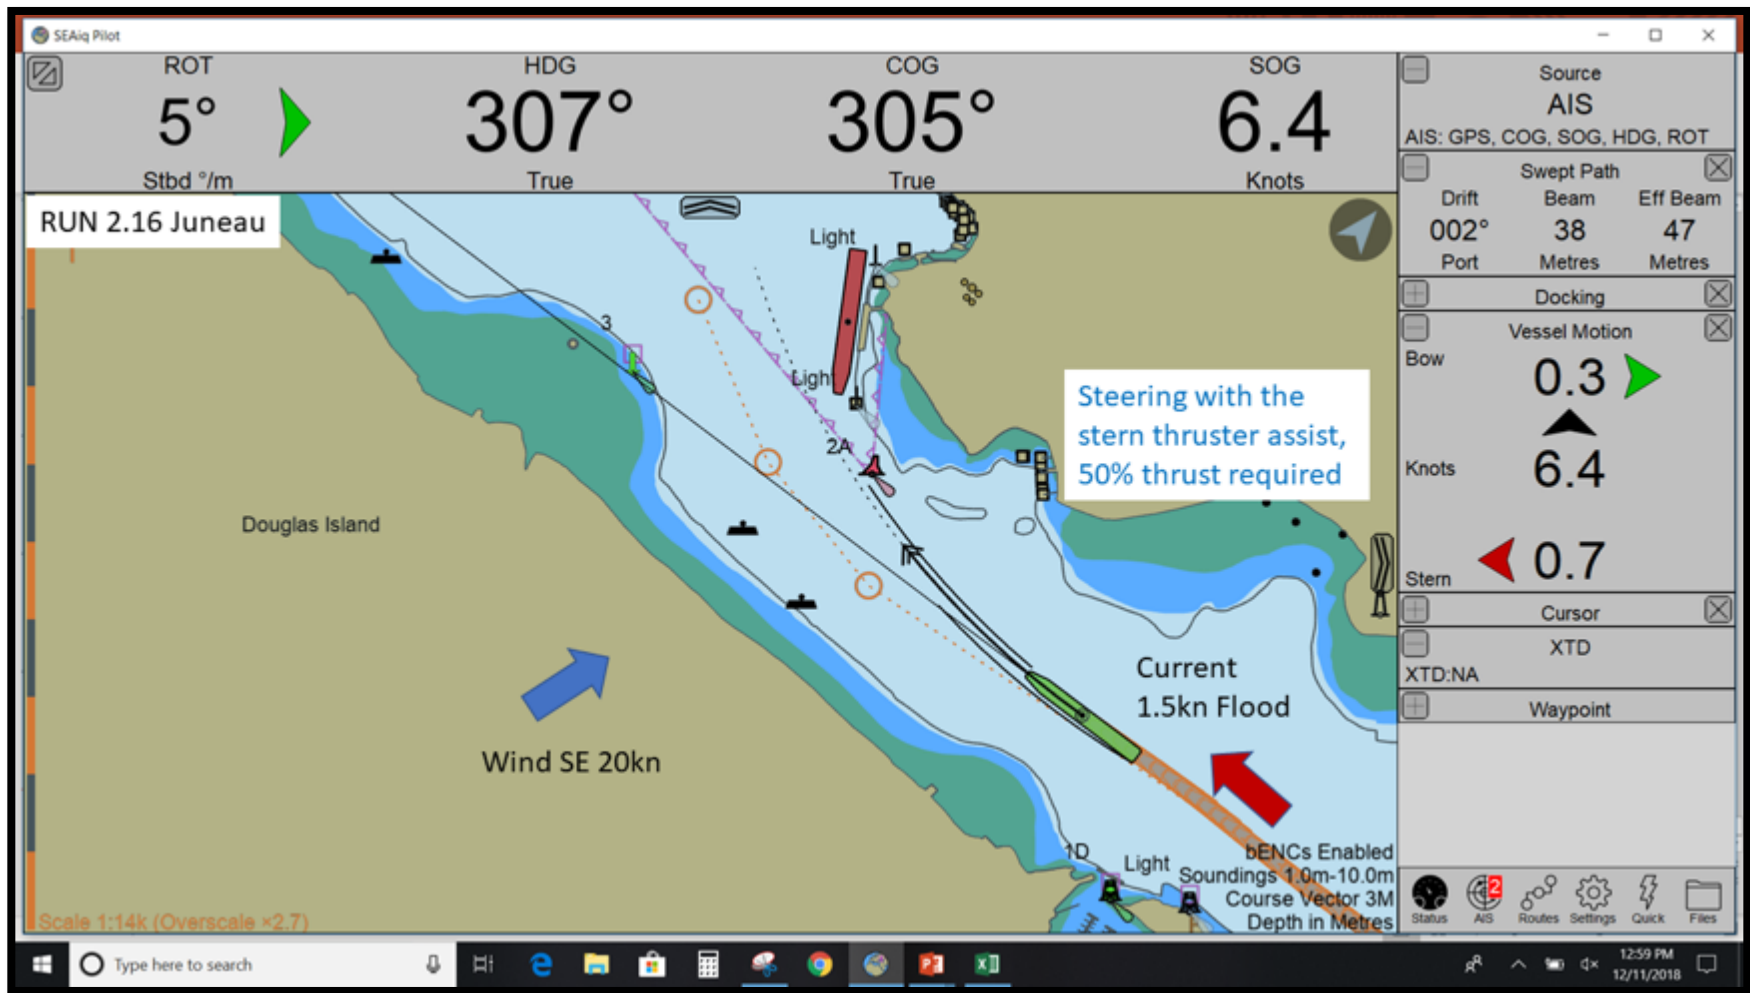 SEAiq Pilot
ROT
HDG
COG
SOG
5°
307°
305°
6.4
Stbd °/m
True
True
Knots
RUN 2.16 Juneau
Light
3
Light
2A
Steering with the
stern thruster assist,
50% thrust required
Douglas Island
Current
1.5kn Flood
Wind SE 20kn
1D
Light
bENCs Enabled
Soundings 1.0m-10.0m
Course Vector 3M
Depth in Metres
Scale 1:14k (Overscale ×2.7)
Source
AIS
AIS: GPS, COG, SOG, HDG, ROT
Swept Path
Drift Beam Eff Beam
002° 38 47
Port Metres Metres
Docking
Vessel Motion
Bow
0.3
Knots
6.4
Stern
0.7
Cursor
XTD
XTD:NA
Waypoint
2
Status AIS Routes Settings Quick Files
Type here to search
12:59 PM
12/11/2018